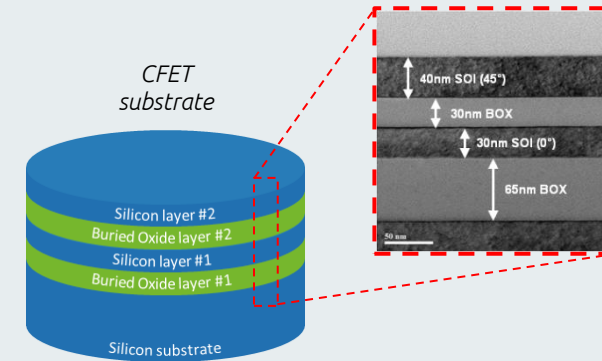 CFET
substrate
Silicon layer #2
Buried Oxide layer #2
Silicon layer #1
Buried Oxide layer #1
Silicon substrate
40nm SOI (45°)
30nm BOX
30nm SOI (0°)
65nm BOX
50 nm